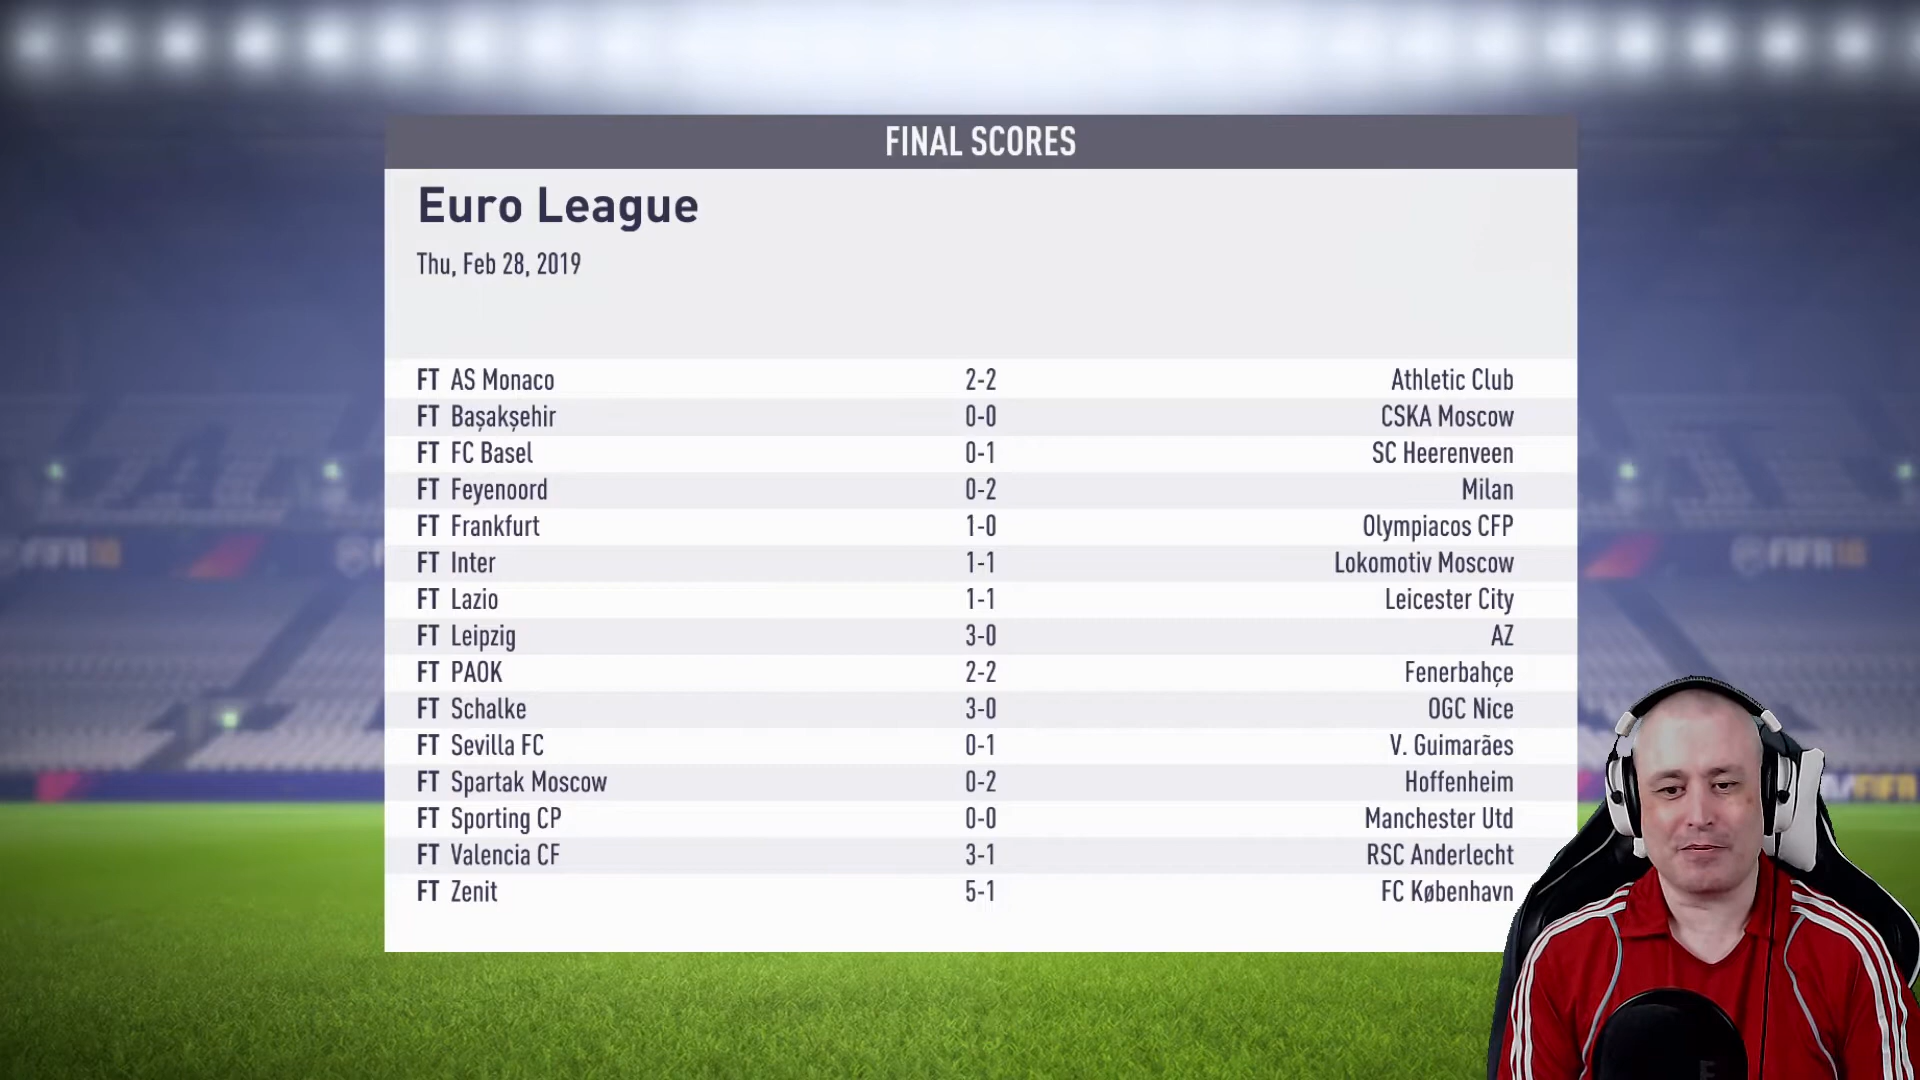 FINAL SCORES
Euro League
Thu, Feb 28, 2019
FT AS Monaco 2-2 Athletic Club
FT Başakşehir 0-0 CSKA Moscow
FT FC Basel 0-1 SC Heerenveen
FT Feyenoord 0-2 Milan
FT Frankfurt 1-0 Olympiacos CFP
FT Inter 1-1 Lokomotiv Moscow
FT Lazio 1-1 Leicester City
FT Leipzig 3-0 AZ
FT PAOK 2-2 Fenerbahçe
FT Schalke 3-0 OGC Nice
FT Sevilla FC 0-1 V. Guimarães
FT Spartak Moscow 0-2 Hoffenheim
FT Sporting CP 0-0 Manchester Utd
FT Valencia CF 3-1 RSC Anderlecht
FT Zenit 5-1 FC København
FIFA 18
FIFA 18